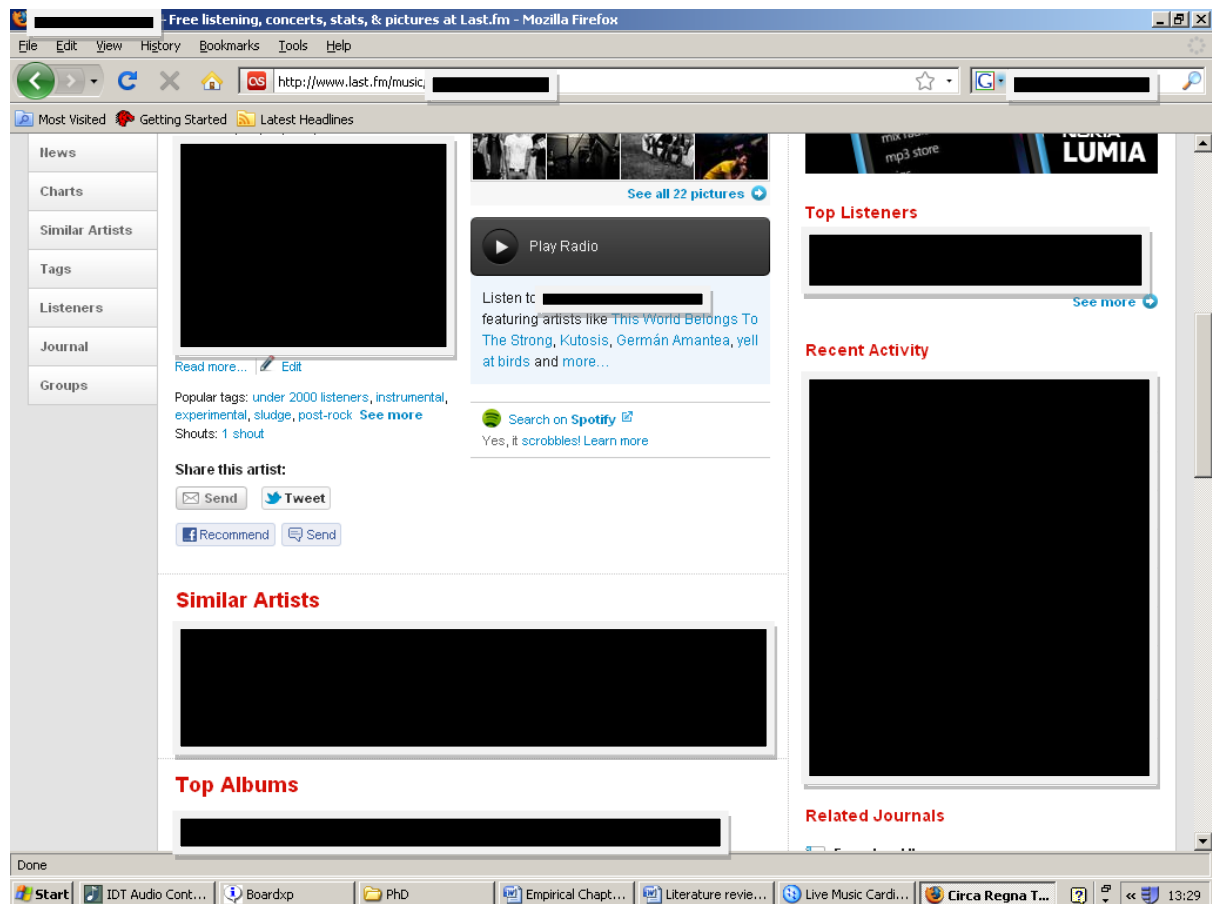 - Free listening, concerts, stats, & pictures at Last.fm - Mozilla Firefox
File Edit View History Bookmarks Tools Help
http://www.last.fm/music/
Most Visited Getting Started Latest Headlines
News
Charts
Similar Artists
Tags
Listeners
Journal
Groups
Read more... Edit
Popular tags: under 2000 listeners, instrumental,
experimental, sludge, post-rock See more
Shouts: 1 shout
Share this artist:
Send Tweet
Recommend Send
See all 22 pictures
Play Radio
Listen to
featuring artists like This World Belongs To
The Strong, Kutosis, Germán Amantea, yell
at birds and more...
Search on Spotify
Yes, it scrobbles! Learn more
Similar Artists
Top Albums
mix radio
mp3 store
NOKIA
LUMIA
Top Listeners
See more
Recent Activity
Related Journals
Done
Start IDT Audio Cont... Boardxp PhD Empirical Chapt... Literature revie... Live Music Cardi... Circa Regna T... 13:29